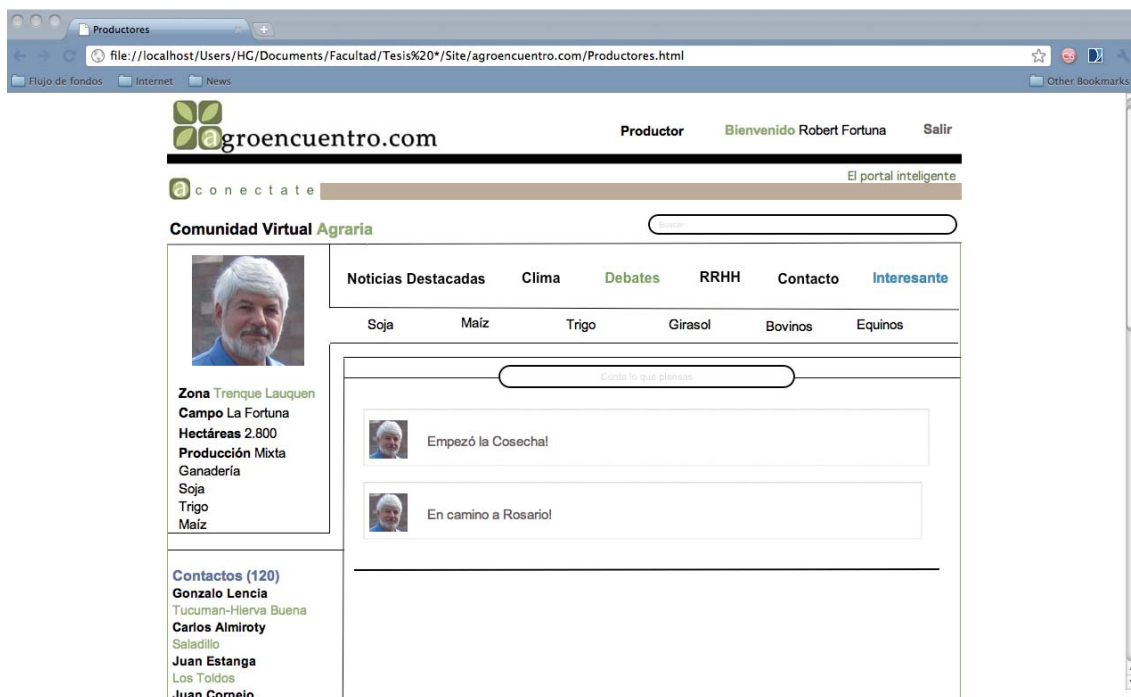 Productores
file://localhost/Users/HG/Documents/Facultad/Tesis%20*/Site/agroencuentro.com/Productores.html
Flujo de fondos Internet News Other Bookmarks
agroencuentro.com
Productor Bienvenido Robert Fortuna Salir
El portal inteligente
a conectate
Comunidad Virtual Agraria
Buscar
Noticias Destacadas Clima Debates RRHH Contacto Interesante
Soja Maíz Trigo Girasol Bovinos Equinos
Contá lo que piensas
Zona Trenque Lauquen
Campo La Fortuna
Hectáreas 2.800
Producción Mixta
Ganadería
Soja
Trigo
Maíz
Empezó la Cosecha!
En camino a Rosario!
Contactos (120)
Gonzalo Lencia
Tucuman-Hierva Buena
Carlos Almiroty
Saladillo
Juan Estanga
Los Toldos
Juan Cornejo